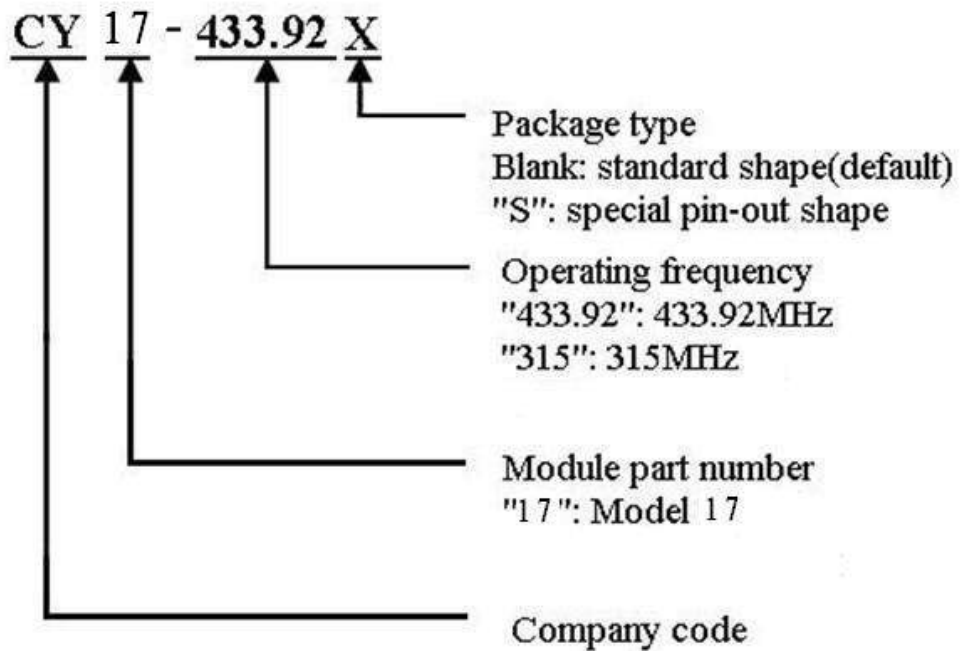 CY 17 - 433.92 X
Package type
Blank: standard shape(default)
"S": special pin-out shape
Operating frequency
"433.92": 433.92MHz
"315": 315MHz
Module part number
"17": Model 17
Company code